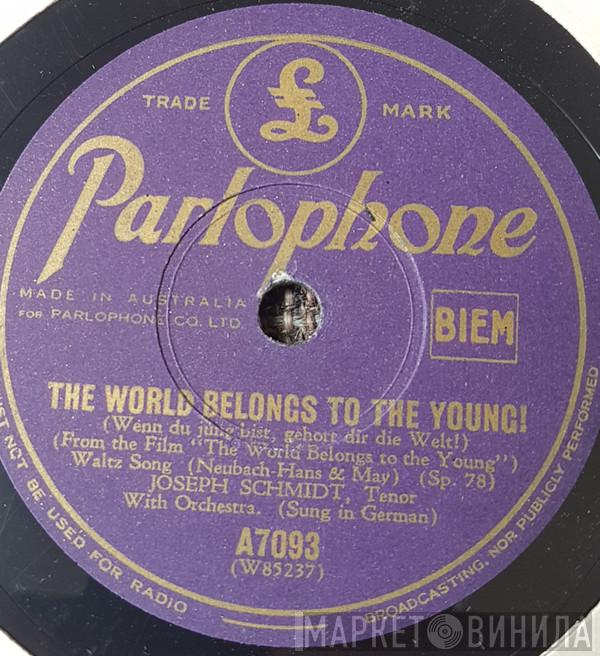 TRADE MARK
£
Parlophone
MADE IN AUSTRALIA
FOR PARLOPHONE CO. LTD.
BIEM
THE WORLD BELONGS TO THE YOUNG!
(Wenn du jung bist, gehort dir die Welt!)
(From the Film "The World Belongs to the Young")
Waltz Song (Neubach-Hans & May) (Sp. 78)
JOSEPH SCHMIDT, Tenor
With Orchestra. (Sung in German)
A7093
(W85237)
UST NOT BE USED FOR RADIO BROADCASTING, NOR PUBLICLY PERFORMED
МАРКЕТ ВИНИЛА